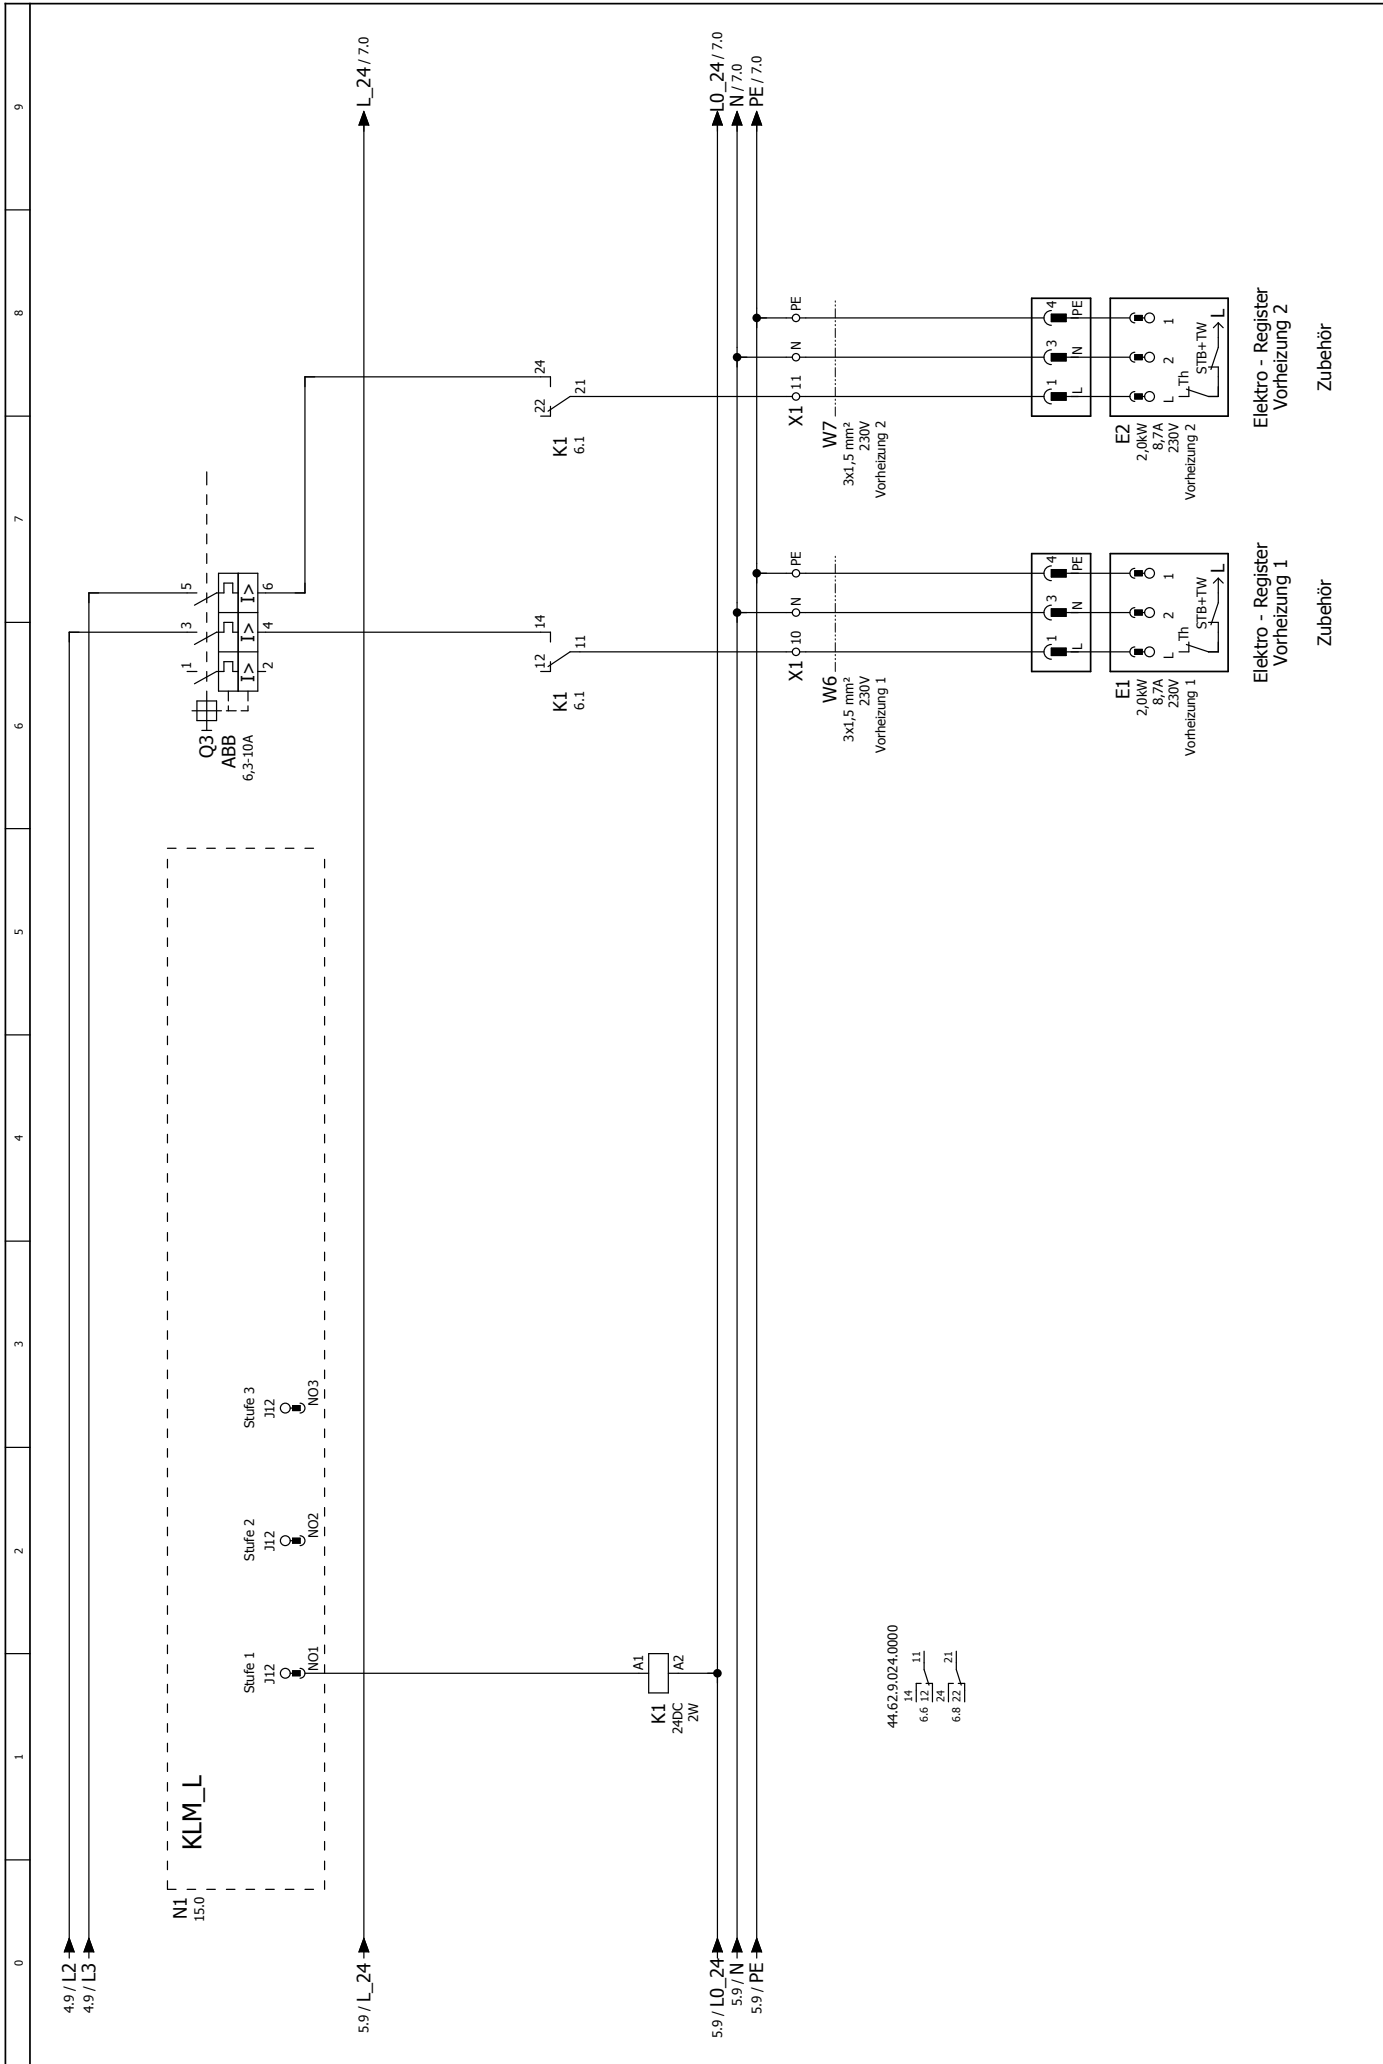 0 1 2 3 4 5 6 7 8 9
4.9 / L2
4.9 / L3
N1
15.0
KLM_L
Stufe 1
J12
NO1
Stufe 2
J12
NO2
Stufe 3
J12
NO3
Q3
ABB
6,3-10A
1 3 5
I> I> I>
2 4 6
5.9 / L_24
L_24 / 7.0
K1
6.1
12 14
11
K1
6.1
22 24
21
K1
24DC
2W
A1
A2
5.9 / L0_24
5.9 / N
5.9 / PE
L0_24 / 7.0
N / 7.0
PE / 7.0
X1 10 N PE
W6
3x1,5 mm²
230V
Vorheizung 1
X1 11 N PE
W7
3x1,5 mm²
230V
Vorheizung 2
44.62.9.024.0000
14
6.6 12 11
24
6.8 22 21
1 3 4
L N PE
E1
2,0kW
8,7A
230V
Vorheizung 1
L 2 1
Th
STB+TW
L
Elektro - Register
Vorheizung 1
Zubehör
1 3 4
L N PE
E2
2,0kW
8,7A
230V
Vorheizung 2
L 2 1
Th
STB+TW
L
Elektro - Register
Vorheizung 2
Zubehör